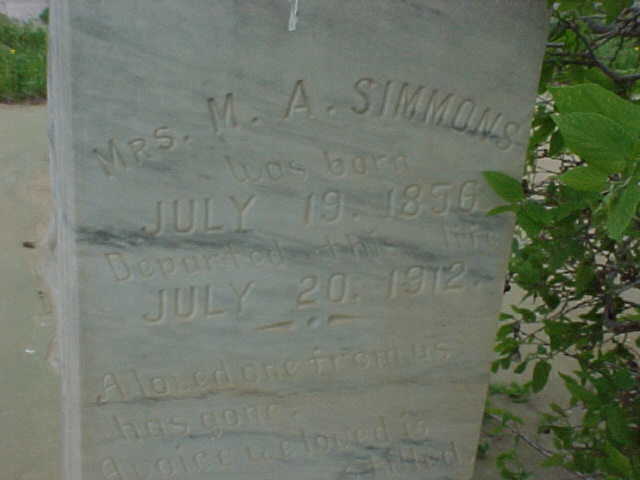 MRS. M. A. SIMMONS
was born
JULY 19. 1856.
Departed this life
JULY 20. 1912.
A loved one from us
has gone.
A voice we loved is
stilled.